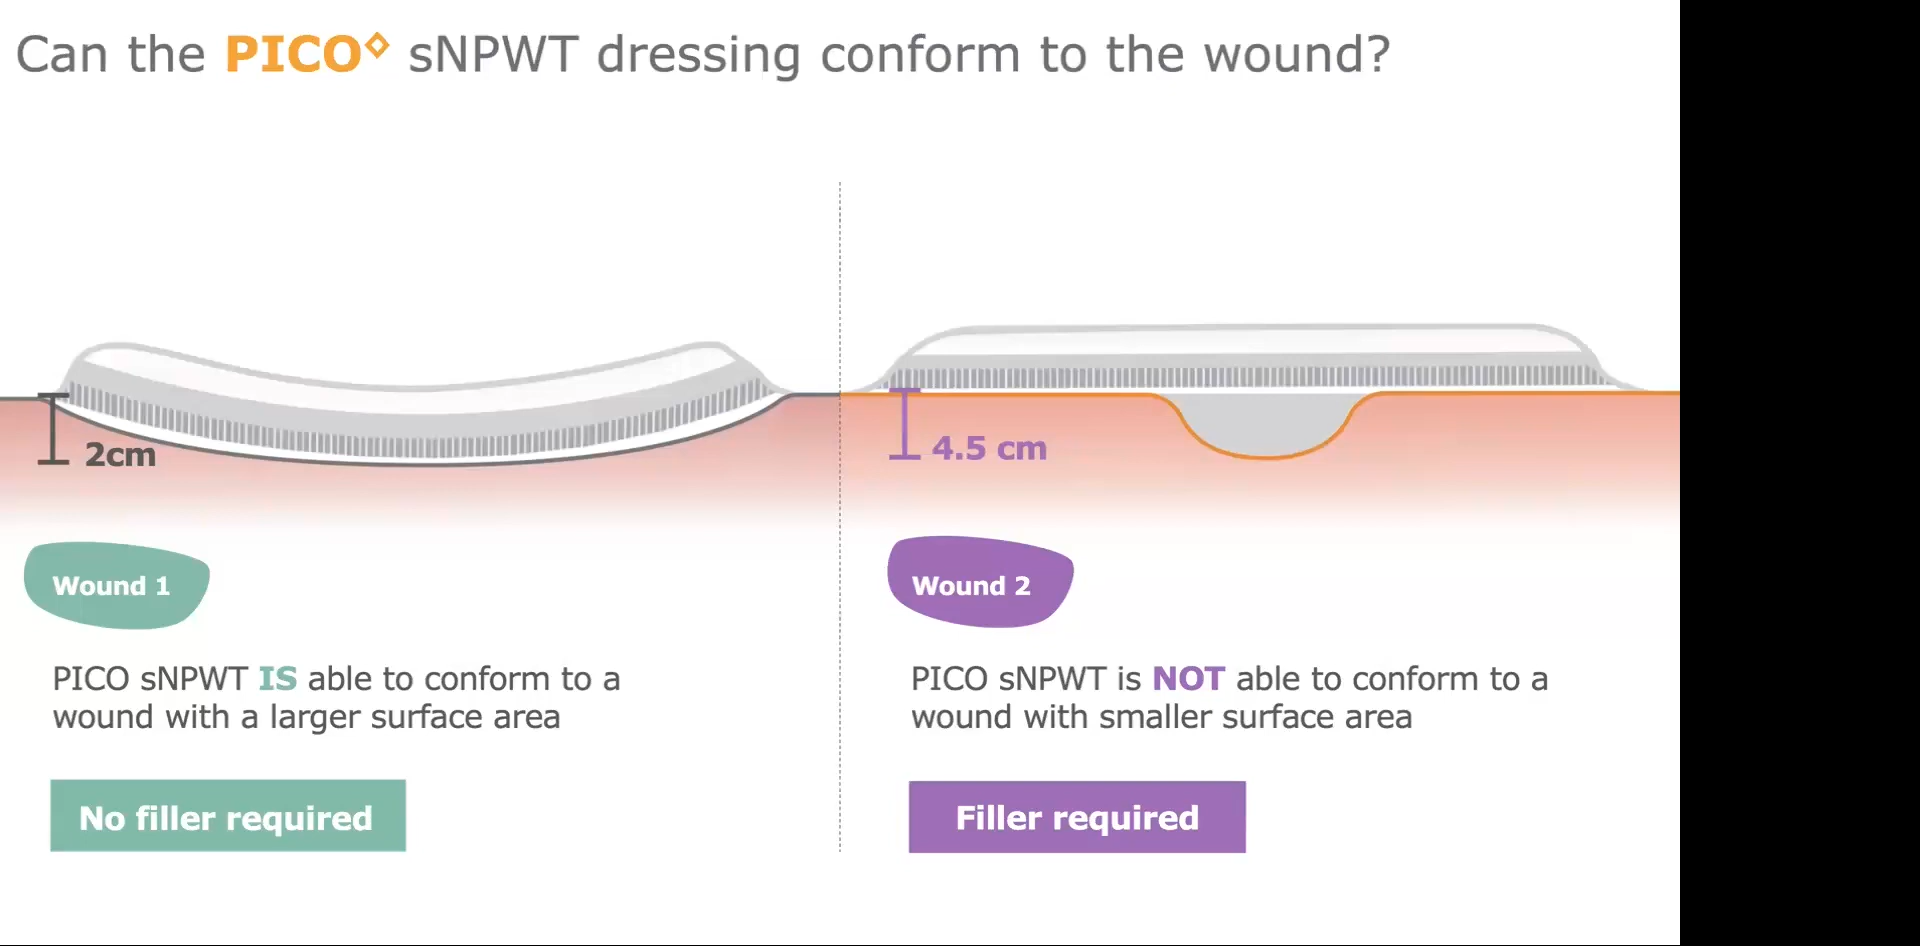 Can the PICO◇ sNPWT dressing conform to the wound?
2cm
4.5 cm
Wound 1
PICO sNPWT IS able to conform to a
wound with a larger surface area
No filler required
Wound 2
PICO sNPWT is NOT able to conform to a
wound with smaller surface area
Filler required